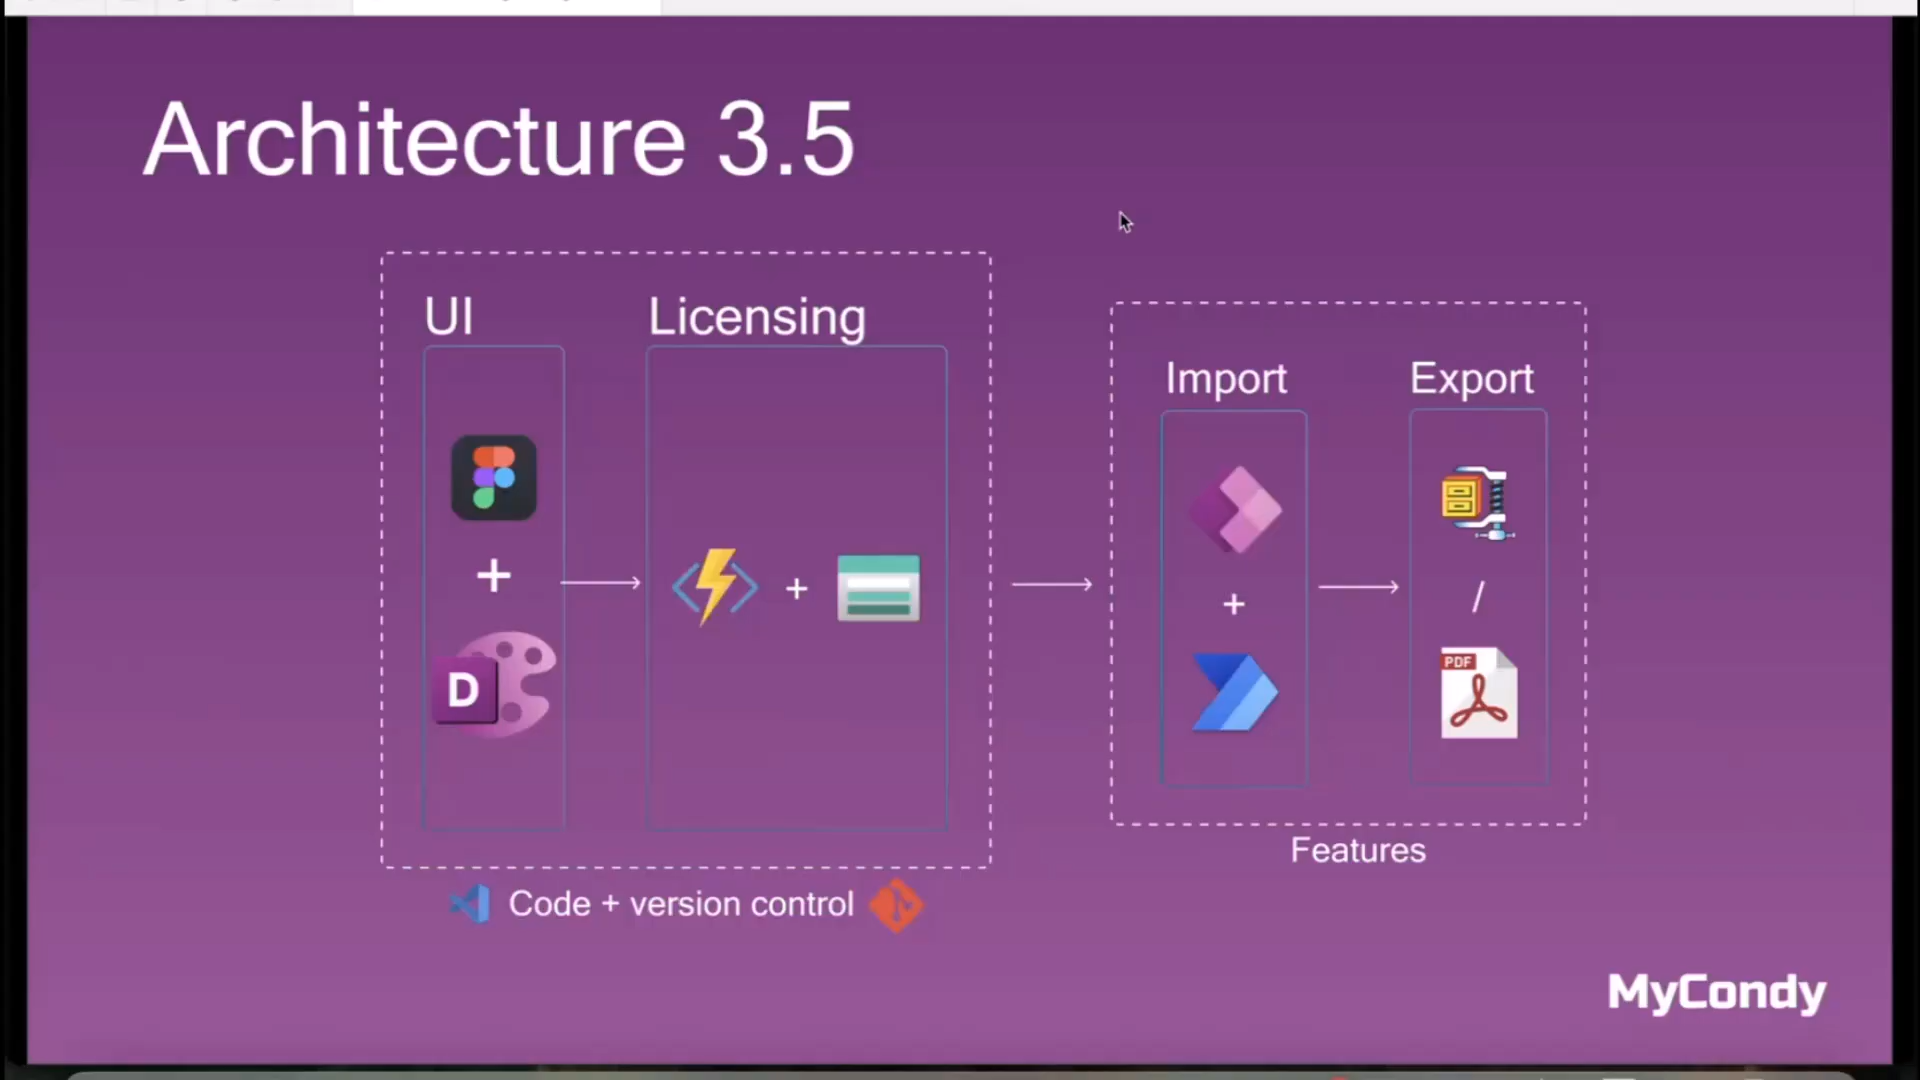 Architecture 3.5
UI
Licensing
+
+
D
Code + version control
Import
Export
+
/
PDF
Features
MyCondy